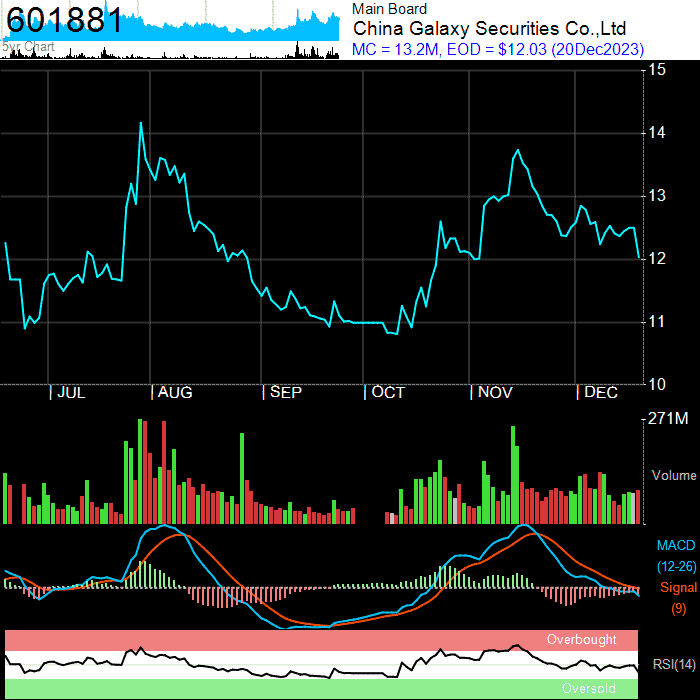 601881
5yr Chart
Main Board
China Galaxy Securities Co.,Ltd
MC = 13.2M, EOD = $12.03 (20Dec2023)
15
14
13
12
11
10
JUL
AUG
SEP
OCT
NOV
DEC
271M
Volume
MACD
(12-26)
Signal
(9)
Overbought
RSI(14)
Oversold